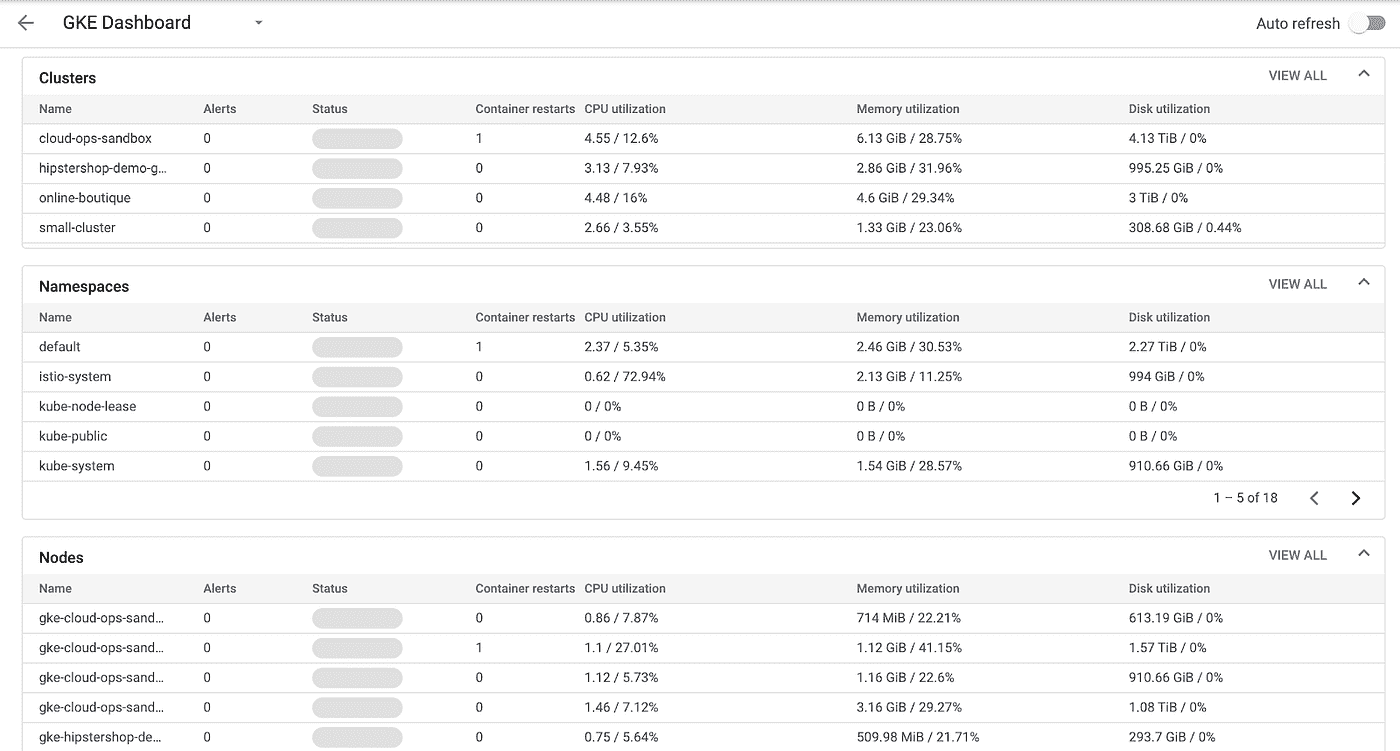 GKE Dashboard Auto refresh
Clusters VIEW ALL
Name Alerts Status Container restarts CPU utilization Memory utilization Disk utilization
cloud-ops-sandbox 0 1 4.55 / 12.6% 6.13 GiB / 28.75% 4.13 TiB / 0%
hipstershop-demo-g... 0 0 3.13 / 7.93% 2.86 GiB / 31.96% 995.25 GiB / 0%
online-boutique 0 0 4.48 / 16% 4.6 GiB / 29.34% 3 TiB / 0%
small-cluster 0 0 2.66 / 3.55% 1.33 GiB / 23.06% 308.68 GiB / 0.44%
Namespaces VIEW ALL
Name Alerts Status Container restarts CPU utilization Memory utilization Disk utilization
default 0 1 2.37 / 5.35% 2.46 GiB / 30.53% 2.27 TiB / 0%
istio-system 0 0 0.62 / 72.94% 2.13 GiB / 11.25% 994 GiB / 0%
kube-node-lease 0 0 0 / 0% 0 B / 0% 0 B / 0%
kube-public 0 0 0 / 0% 0 B / 0% 0 B / 0%
kube-system 0 0 1.56 / 9.45% 1.54 GiB / 28.57% 910.66 GiB / 0%
1 – 5 of 18
Nodes VIEW ALL
Name Alerts Status Container restarts CPU utilization Memory utilization Disk utilization
gke-cloud-ops-sand... 0 0 0.86 / 7.87% 714 MiB / 22.21% 613.19 GiB / 0%
gke-cloud-ops-sand... 0 1 1.1 / 27.01% 1.12 GiB / 41.15% 1.57 TiB / 0%
gke-cloud-ops-sand... 0 0 1.12 / 5.73% 1.16 GiB / 22.6% 910.66 GiB / 0%
gke-cloud-ops-sand... 0 0 1.46 / 7.12% 3.16 GiB / 29.27% 1.08 TiB / 0%
gke-hipstershop-de... 0 0 0.75 / 5.64% 509.98 MiB / 21.71% 293.7 GiB / 0%